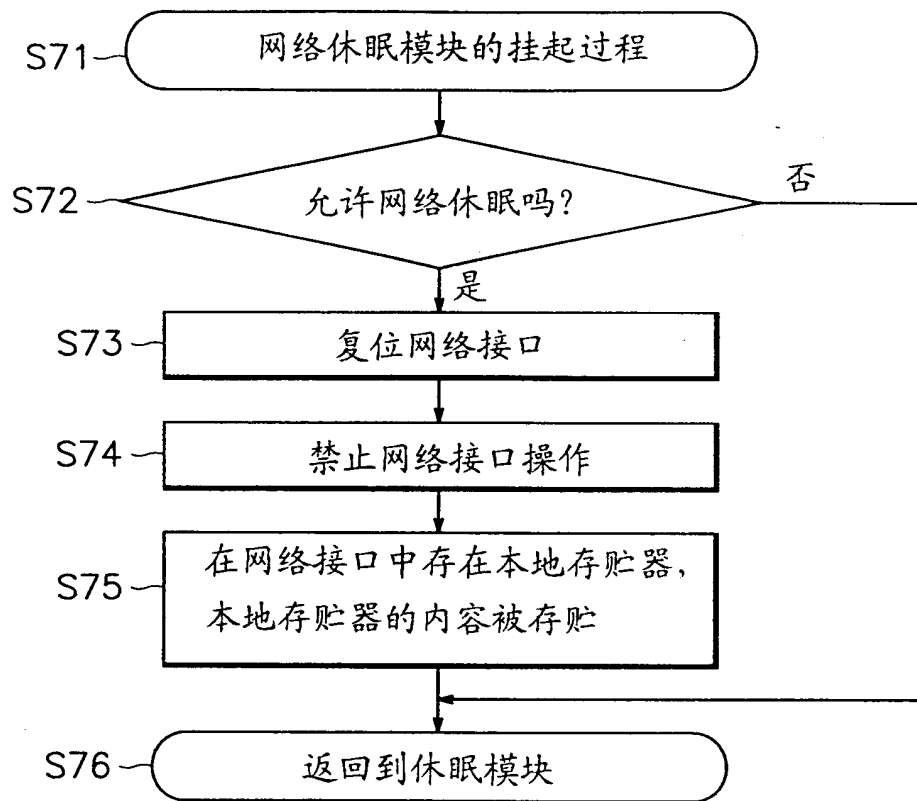 S71
网络休眠模块的挂起过程
S72
允许网络休眠吗?
否
是
S73
复位网络接口
S74
禁止网络接口操作
S75
在网络接口中存在本地存贮器,
本地存贮器的内容被存贮
S76
返回到休眠模块